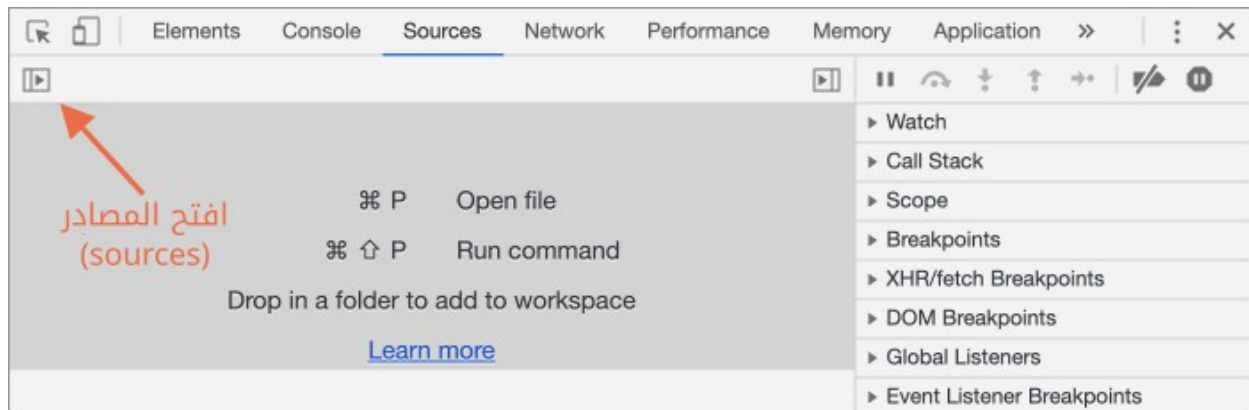 Elements Console Sources Network Performance Memory Application »
Watch
Call Stack
Scope
Breakpoints
XHR/fetch Breakpoints
DOM Breakpoints
Global Listeners
Event Listener Breakpoints
افتح المصادر
(sources)
⌘ P Open file
⌘ ⇧ P Run command
Drop in a folder to add to workspace
Learn more